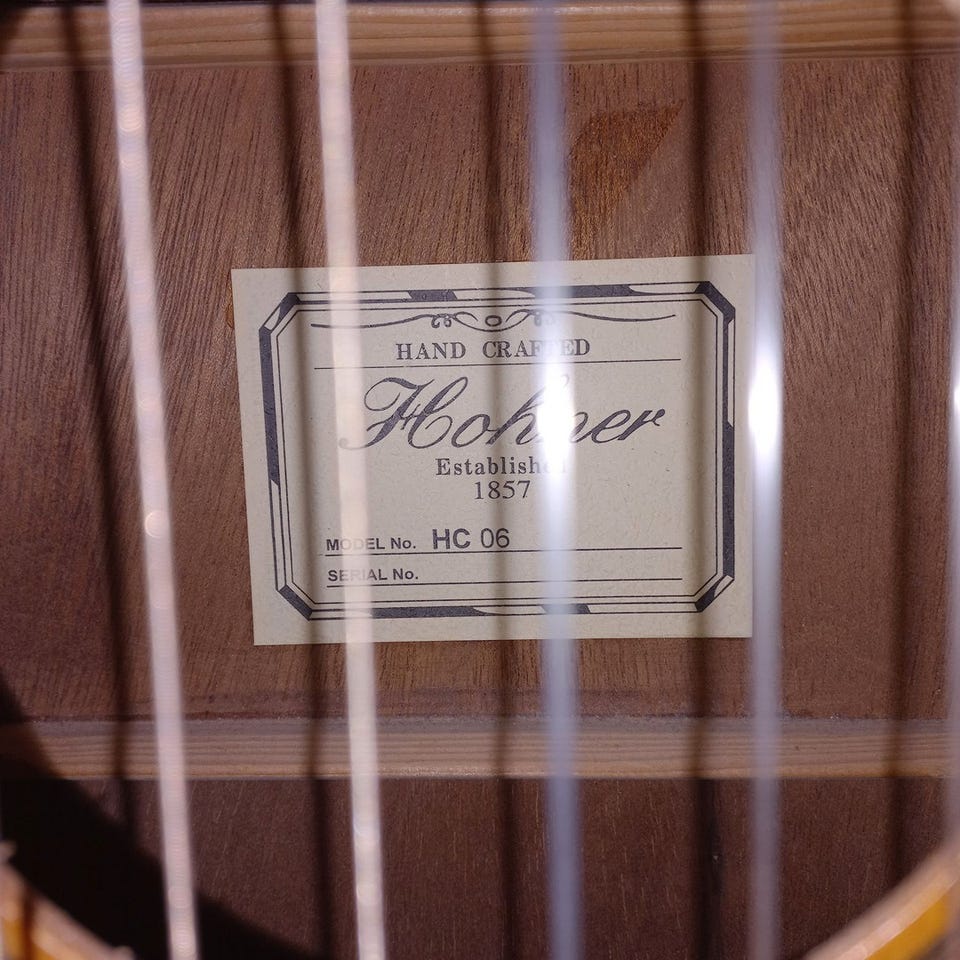 HAND CRAFTED
Hohner
Established
1857
MODEL No. HC 06
SERIAL No.